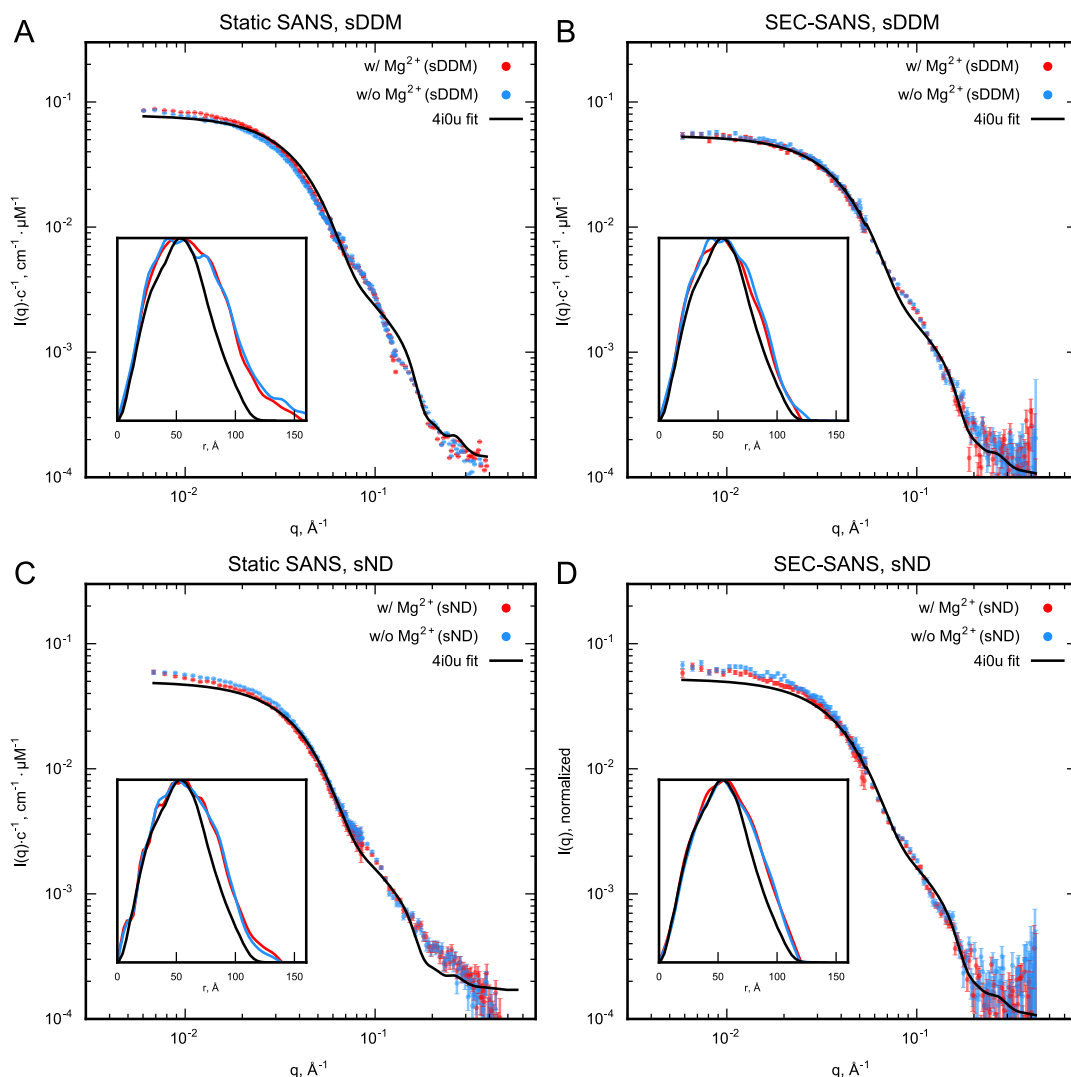 A
Static SANS, sDDM
w/ Mg²⁺(sDDM)
w/o Mg²⁺(sDDM)
4i0u fit
10⁻¹
10⁻²
10⁻³
10⁻⁴
I(q)·c⁻¹, cm⁻¹ · μM⁻¹
0 50 100 150
r, Å
10⁻² 10⁻¹
q, Å⁻¹
B
SEC-SANS, sDDM
w/ Mg²⁺(sDDM)
w/o Mg²⁺(sDDM)
4i0u fit
10⁻¹
10⁻²
10⁻³
10⁻⁴
I(q)·c⁻¹, cm⁻¹ · μM⁻¹
0 50 100 150
r, Å
10⁻² 10⁻¹
q, Å⁻¹
C
Static SANS, sND
w/ Mg²⁺(sND)
w/o Mg²⁺(sND)
4i0u fit
10⁻¹
10⁻²
10⁻³
10⁻⁴
I(q)·c⁻¹, cm⁻¹ · μM⁻¹
0 50 100 150
r, Å
10⁻² 10⁻¹
q, Å⁻¹
D
SEC-SANS, sND
w/ Mg²⁺(sND)
w/o Mg²⁺(sND)
4i0u fit
10⁻¹
10⁻²
10⁻³
10⁻⁴
I(q), normalized
0 50 100 150
r, Å
10⁻² 10⁻¹
q, Å⁻¹